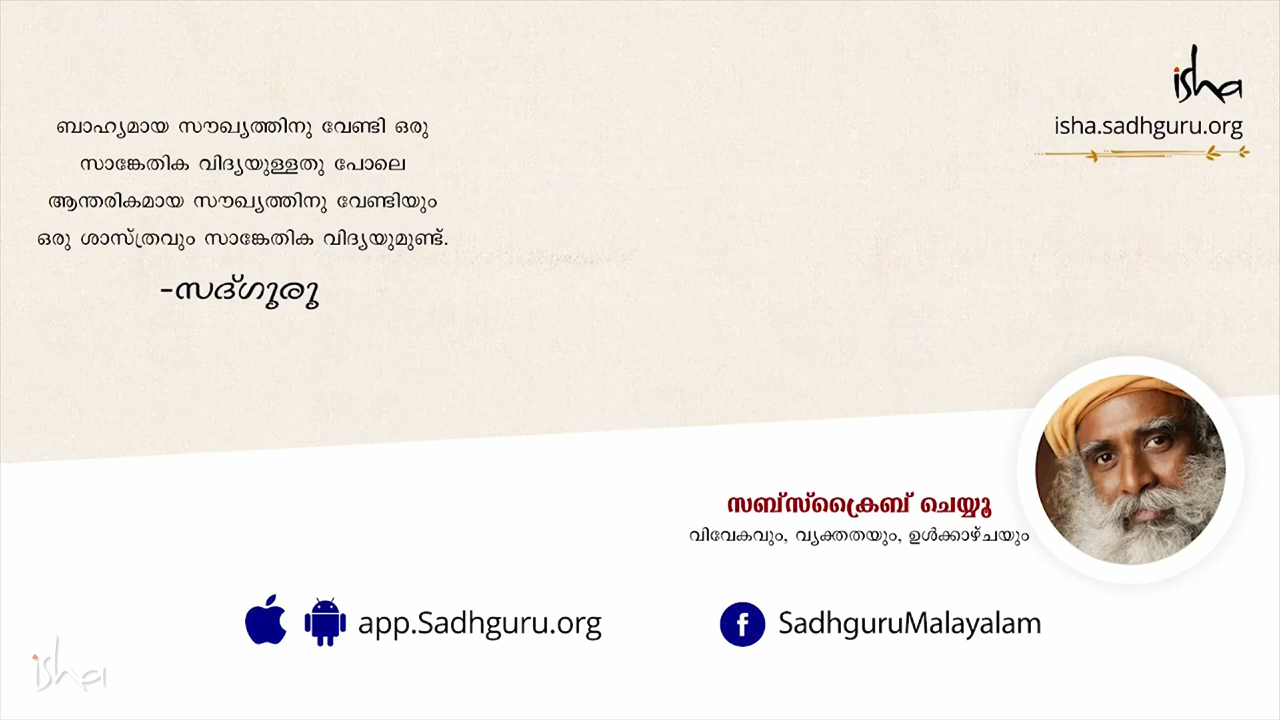 ബാഹ്യമായ സൗഖ്യത്തിനു വേണ്ടി ഒരു
സാങ്കേതിക വിദ്യയുള്ളതു പോലെ
ആന്തരികമായ സൗഖ്യത്തിനു വേണ്ടിയും
ഒരു ശാസ്ത്രവും സാങ്കേതിക വിദ്യയുമുണ്ട്.
-സദ്ഗുരു
isha
isha.sadhguru.org
സബ്സ്ക്രൈബ് ചെയ്യൂ
വിവേകവും, വ്യക്തതയും, ഉൾക്കാഴ്ചയും
app.Sadhguru.org
f SadhguruMalayalam
isha